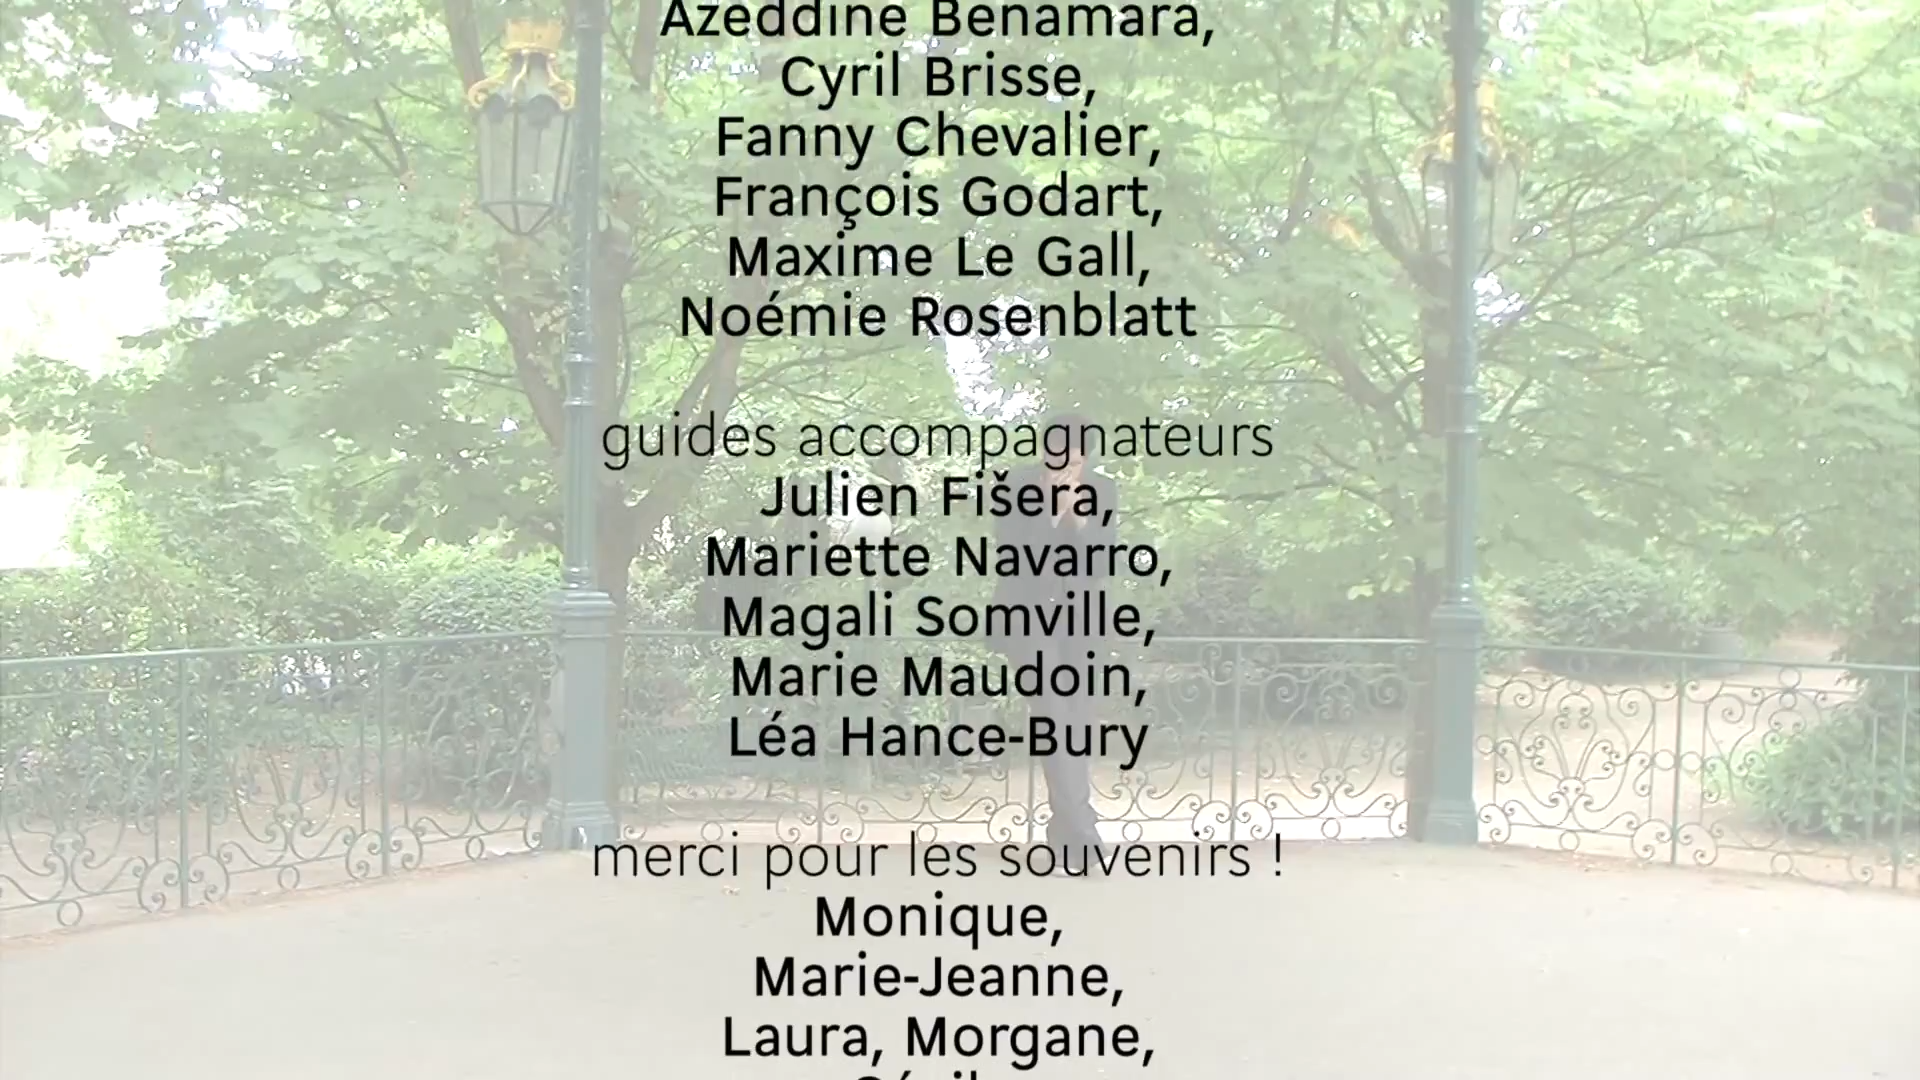 Azeddine Benamara,
Cyril Brisse,
Fanny Chevalier,
François Godart,
Maxime Le Gall,
Noémie Rosenblatt
guides accompagnateurs
Julien Fišera,
Mariette Navarro,
Magali Somville,
Marie Maudoin,
Léa Hance-Bury
merci pour les souvenirs !
Monique,
Marie-Jeanne,
Laura, Morgane,